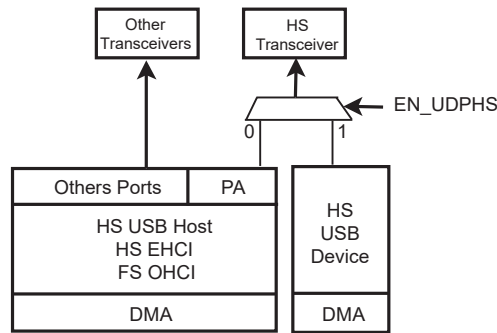 Other
Transceivers
HS
Transceiver
EN_UDPHS
0
1
Others Ports
PA
HS USB Host
HS EHCI
FS OHCI
DMA
HS
USB
Device
DMA